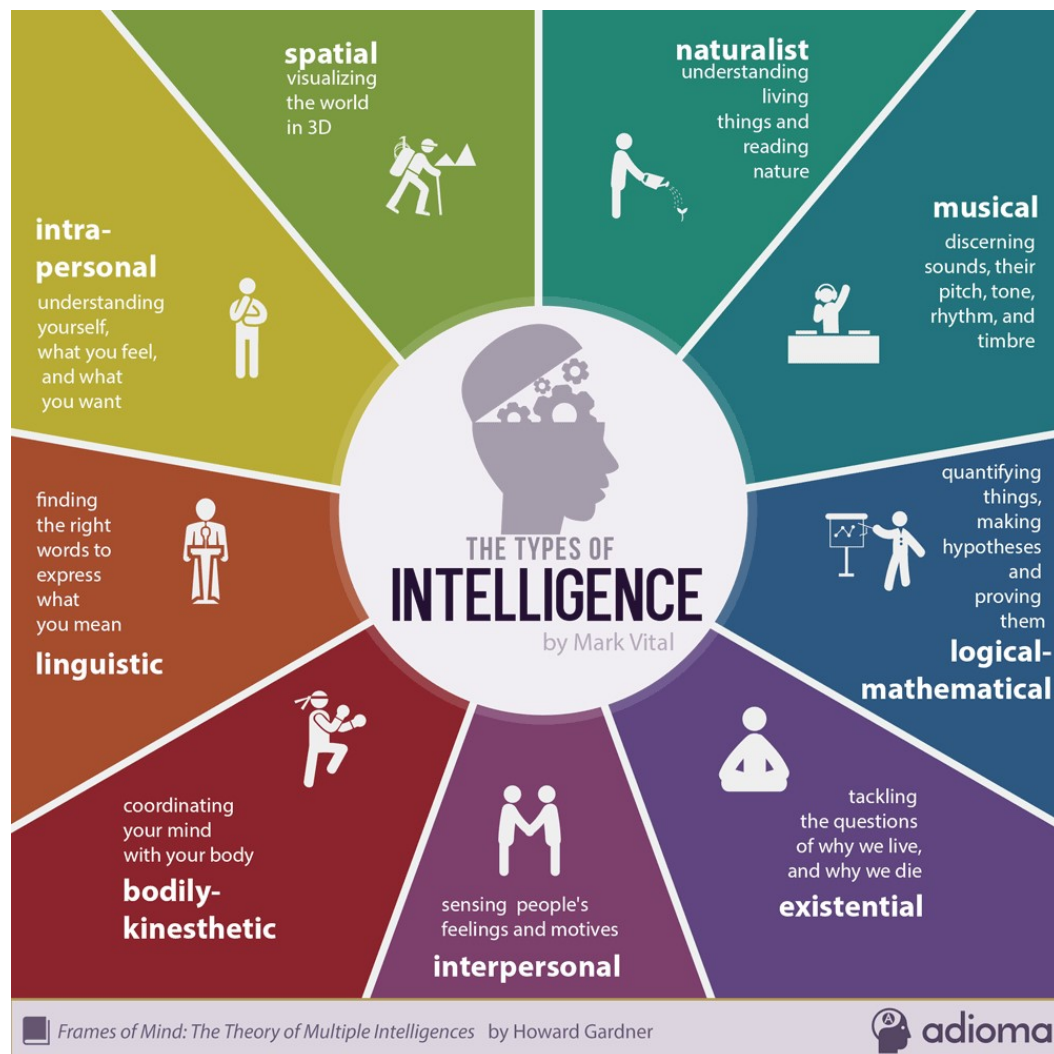 spatial
visualizing
the world
in 3D
naturalist
understanding
living
things and
reading
nature
musical
discerning
sounds, their
pitch, tone,
rhythm, and
timbre
quantifying
things,
making
hypotheses
and
proving
them
logical-
mathematical
tackling
the questions
of why we live,
and why we die
existential
sensing people's
feelings and motives
interpersonal
coordinating
your mind
with your body
bodily-
kinesthetic
finding
the right
words to
express
what
you mean
linguistic
intra-
personal
understanding
yourself,
what you feel,
and what
you want
THE TYPES OF
INTELLIGENCE
by Mark Vital
Frames of Mind: The Theory of Multiple Intelligences by Howard Gardner
A
adioma